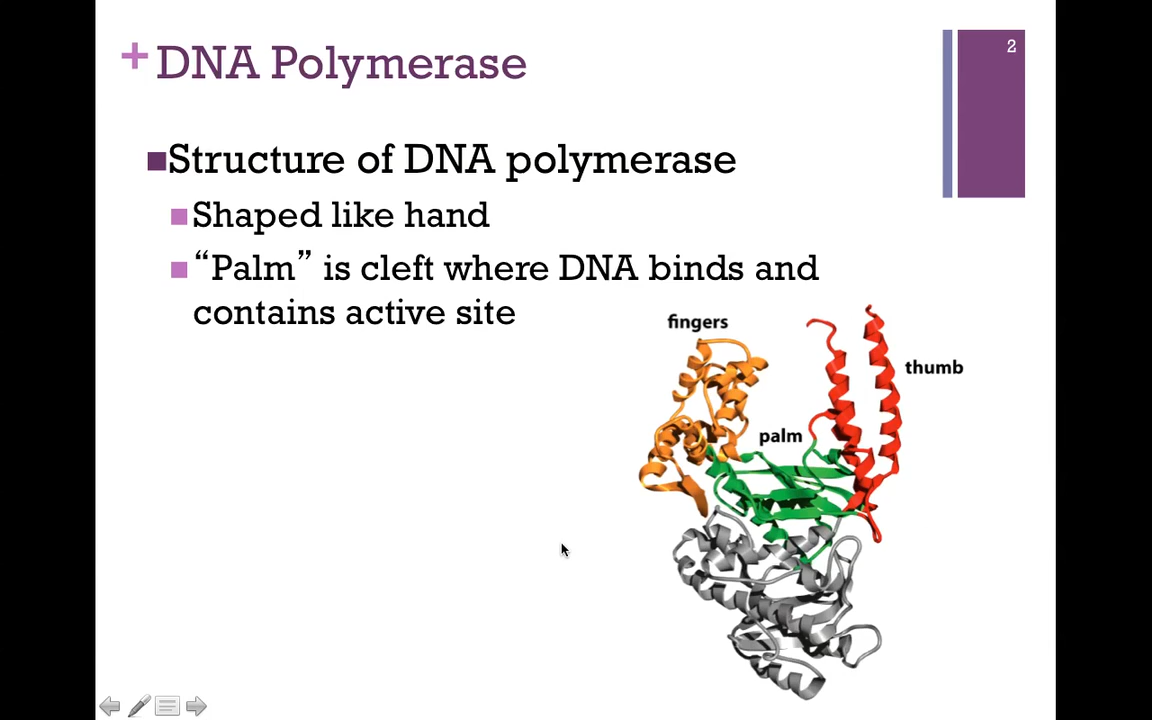 2
+ DNA Polymerase
Structure of DNA polymerase
Shaped like hand
“Palm” is cleft where DNA binds and
contains active site
fingers
thumb
palm